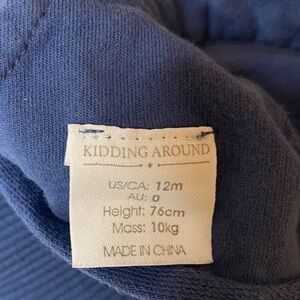 KIDDING AROUND
US/CA: 12m
AU: 0
Height: 76cm
Mass: 10kg
MADE IN CHINA